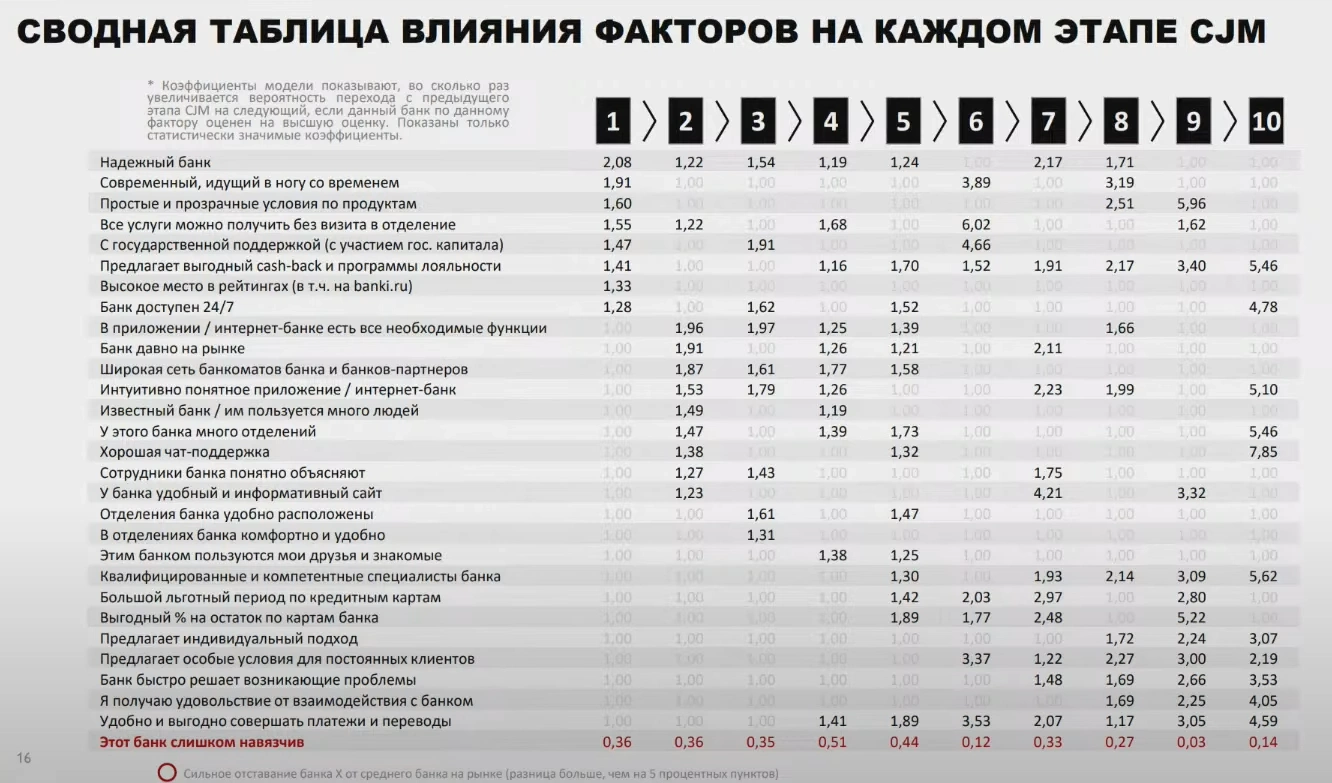 СВОДНАЯ ТАБЛИЦА ВЛИЯНИЯ ФАКТОРОВ НА КАЖДОМ ЭТАПЕ CJM
* Коэффициенты модели показывают, во сколько раз
увеличивается вероятность перехода с предыдущего
этапа CJM на следующий, если данный банк по данному
фактору оценен на высшую оценку. Показаны только
статистически значимые коэффициенты.
1 2 3 4 5 6 7 8 9 10
Надежный банк 2,08 1,22 1,54 1,19 1,24 1,00 2,17 1,71 1,00 1,00
Современный, идущий в ногу со временем 1,91 1,00 1,00 1,00 1,00 3,89 1,00 3,19 1,00 1,00
Простые и прозрачные условия по продуктам 1,60 1,00 1,00 1,00 1,00 1,00 1,00 2,51 5,96 1,00
Все услуги можно получить без визита в отделение 1,55 1,22 1,00 1,68 1,00 6,02 1,00 1,00 1,62 1,00
С государственной поддержкой (с участием гос. капитала) 1,47 1,00 1,91 1,00 1,00 4,66 1,00 1,00 1,00 1,00
Предлагает выгодный cash-back и программы лояльности 1,41 1,00 1,00 1,16 1,70 1,52 1,91 2,17 3,40 5,46
Высокое место в рейтингах (в т.ч. на banki.ru) 1,33 1,00 1,00 1,00 1,00 1,00 1,00 1,00 1,00 1,00
Банк доступен 24/7 1,28 1,00 1,62 1,00 1,52 1,00 1,00 1,00 1,00 4,78
В приложении / интернет-банке есть все необходимые функции 1,00 1,96 1,97 1,25 1,39 1,00 1,00 1,66 1,00 1,00
Банк давно на рынке 1,00 1,91 1,00 1,26 1,21 1,00 2,11 1,00 1,00 1,00
Широкая сеть банкоматов банка и банков-партнеров 1,00 1,87 1,61 1,77 1,58 1,00 1,00 1,00 1,00 1,00
Интуитивно понятное приложение / интернет-банк 1,00 1,53 1,79 1,26 1,00 1,00 2,23 1,99 1,00 5,10
Известный банк / им пользуется много людей 1,00 1,49 1,00 1,19 1,00 1,00 1,00 1,00 1,00 1,00
У этого банка много отделений 1,00 1,47 1,00 1,39 1,73 1,00 1,00 1,00 1,00 5,46
Хорошая чат-поддержка 1,00 1,38 1,00 1,00 1,32 1,00 1,00 1,00 1,00 7,85
Сотрудники банка понятно объясняют 1,00 1,27 1,43 1,00 1,00 1,00 1,75 1,00 1,00 1,00
У банка удобный и информативный сайт 1,00 1,23 1,00 1,00 1,00 1,00 4,21 1,00 3,32 1,00
Отделения банка удобно расположены 1,00 1,00 1,61 1,00 1,47 1,00 1,00 1,00 1,00 1,00
В отделениях банка комфортно и удобно 1,00 1,00 1,31 1,00 1,00 1,00 1,00 1,00 1,00 1,00
Этим банком пользуются мои друзья и знакомые 1,00 1,00 1,00 1,38 1,25 1,00 1,00 1,00 1,00 1,00
Квалифицированные и компетентные специалисты банка 1,00 1,00 1,00 1,00 1,30 1,00 1,93 2,14 3,09 5,62
Большой льготный период по кредитным картам 1,00 1,00 1,00 1,00 1,42 2,03 2,97 1,00 2,80 1,00
Выгодный % на остаток по картам банка 1,00 1,00 1,00 1,00 1,89 1,77 2,48 1,00 5,22 1,00
Предлагает индивидуальный подход 1,00 1,00 1,00 1,00 1,00 1,00 1,00 1,72 2,24 3,07
Предлагает особые условия для постоянных клиентов 1,00 1,00 1,00 1,00 1,00 3,37 1,22 2,27 3,00 2,19
Банк быстро решает возникающие проблемы 1,00 1,00 1,00 1,00 1,00 1,00 1,48 1,69 2,66 3,53
Я получаю удовольствие от взаимодействия с банком 1,00 1,00 1,00 1,00 1,00 1,00 1,00 1,69 2,25 4,05
Удобно и выгодно совершать платежи и переводы 1,00 1,00 1,00 1,41 1,89 3,53 2,07 1,17 3,05 4,59
Этот банк слишком навязчив 0,36 0,36 0,35 0,51 0,44 0,12 0,33 0,27 0,03 0,14
16
Сильное отставание банка X от среднего банка на рынке (разница больше, чем на 5 процентных пунктов)